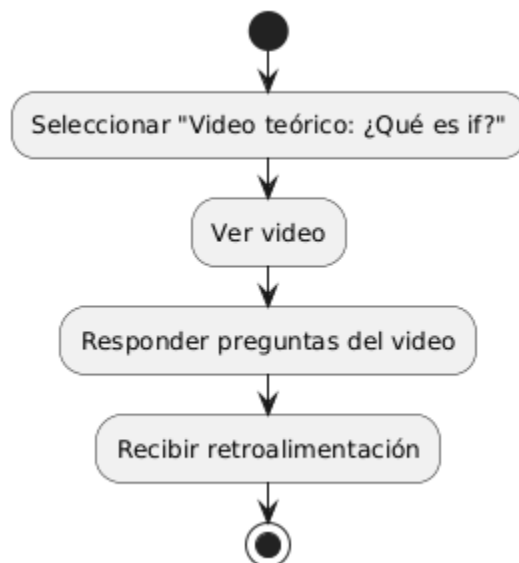 Seleccionar "Video teórico: ¿Qué es if?"
Ver video
Responder preguntas del video
Recibir retroalimentación